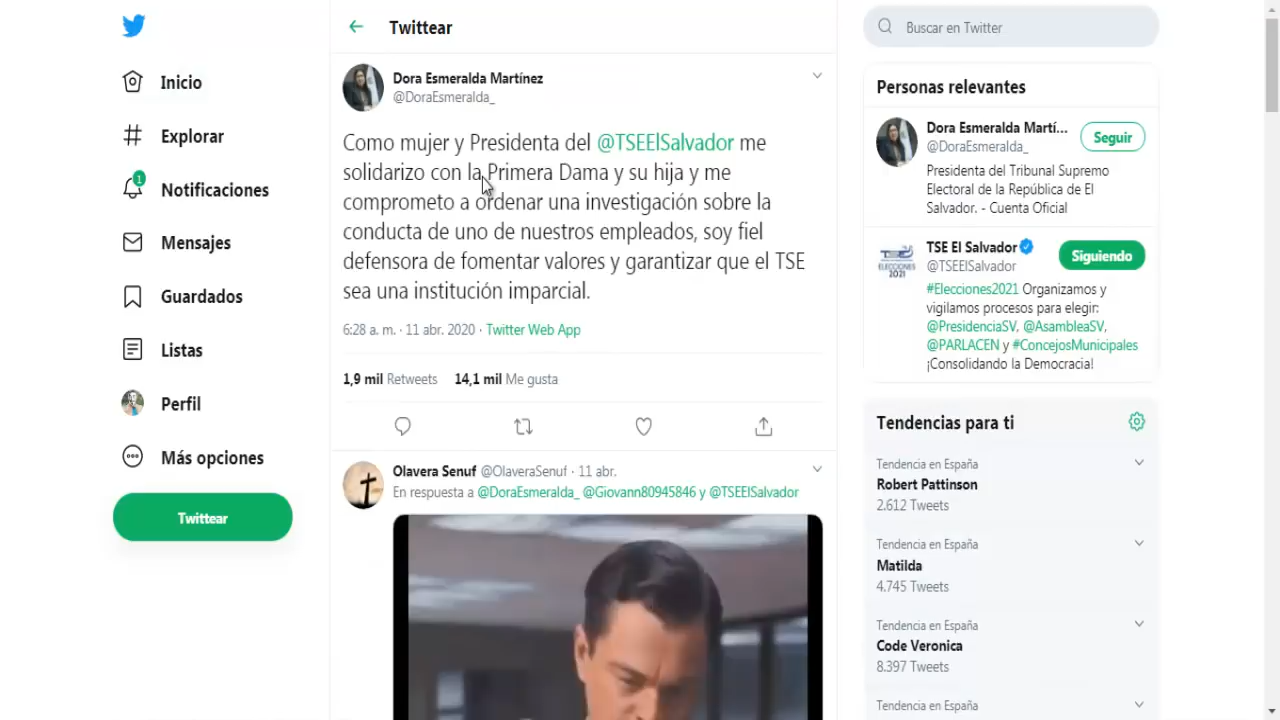 Inicio
Explorar
1
Notificaciones
Mensajes
Guardados
Listas
Perfil
Más opciones
Twittear
Twittear
Dora Esmeralda Martínez
@DoraEsmeralda_
Como mujer y Presidenta del @TSEElSalvador me
solidarizo con la Primera Dama y su hija y me
comprometo a ordenar una investigación sobre la
conducta de uno de nuestros empleados, soy fiel
defensora de fomentar valores y garantizar que el TSE
sea una institución imparcial.
6:28 a. m. · 11 abr. 2020 · Twitter Web App
1,9 mil Retweets 14,1 mil Me gusta
Olavera Senuf @OlaveraSenuf · 11 abr.
En respuesta a @DoraEsmeralda_ @Giovann80945846 y @TSEElSalvador
Buscar en Twitter
Personas relevantes
Dora Esmeralda Martí...
@DoraEsmeralda_
Seguir
Presidenta del Tribunal Supremo
Electoral de la República de El
Salvador. - Cuenta Oficial
TSE
ELECCIONES
2021
TSE El Salvador
@TSEElSalvador
Siguiendo
#Elecciones2021 Organizamos y
vigilamos procesos para elegir:
@PresidenciaSV, @AsambleaSV,
@PARLACEN y #ConcejosMunicipales
¡Consolidando la Democracia!
Tendencias para ti
Tendencia en España
Robert Pattinson
2.612 Tweets
Tendencia en España
Matilda
4.745 Tweets
Tendencia en España
Code Veronica
8.397 Tweets
Tendencia en España